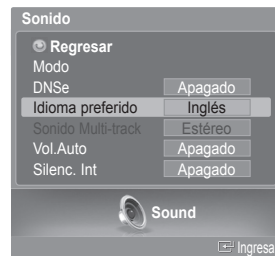 Sonido
Regresar
Modo
DNSe Apagado
Idioma preferido Inglés
Sonido Multi-track Estéreo
Vol.Auto Apagado
Silenc. Int Apagado
Sound
Ingresa